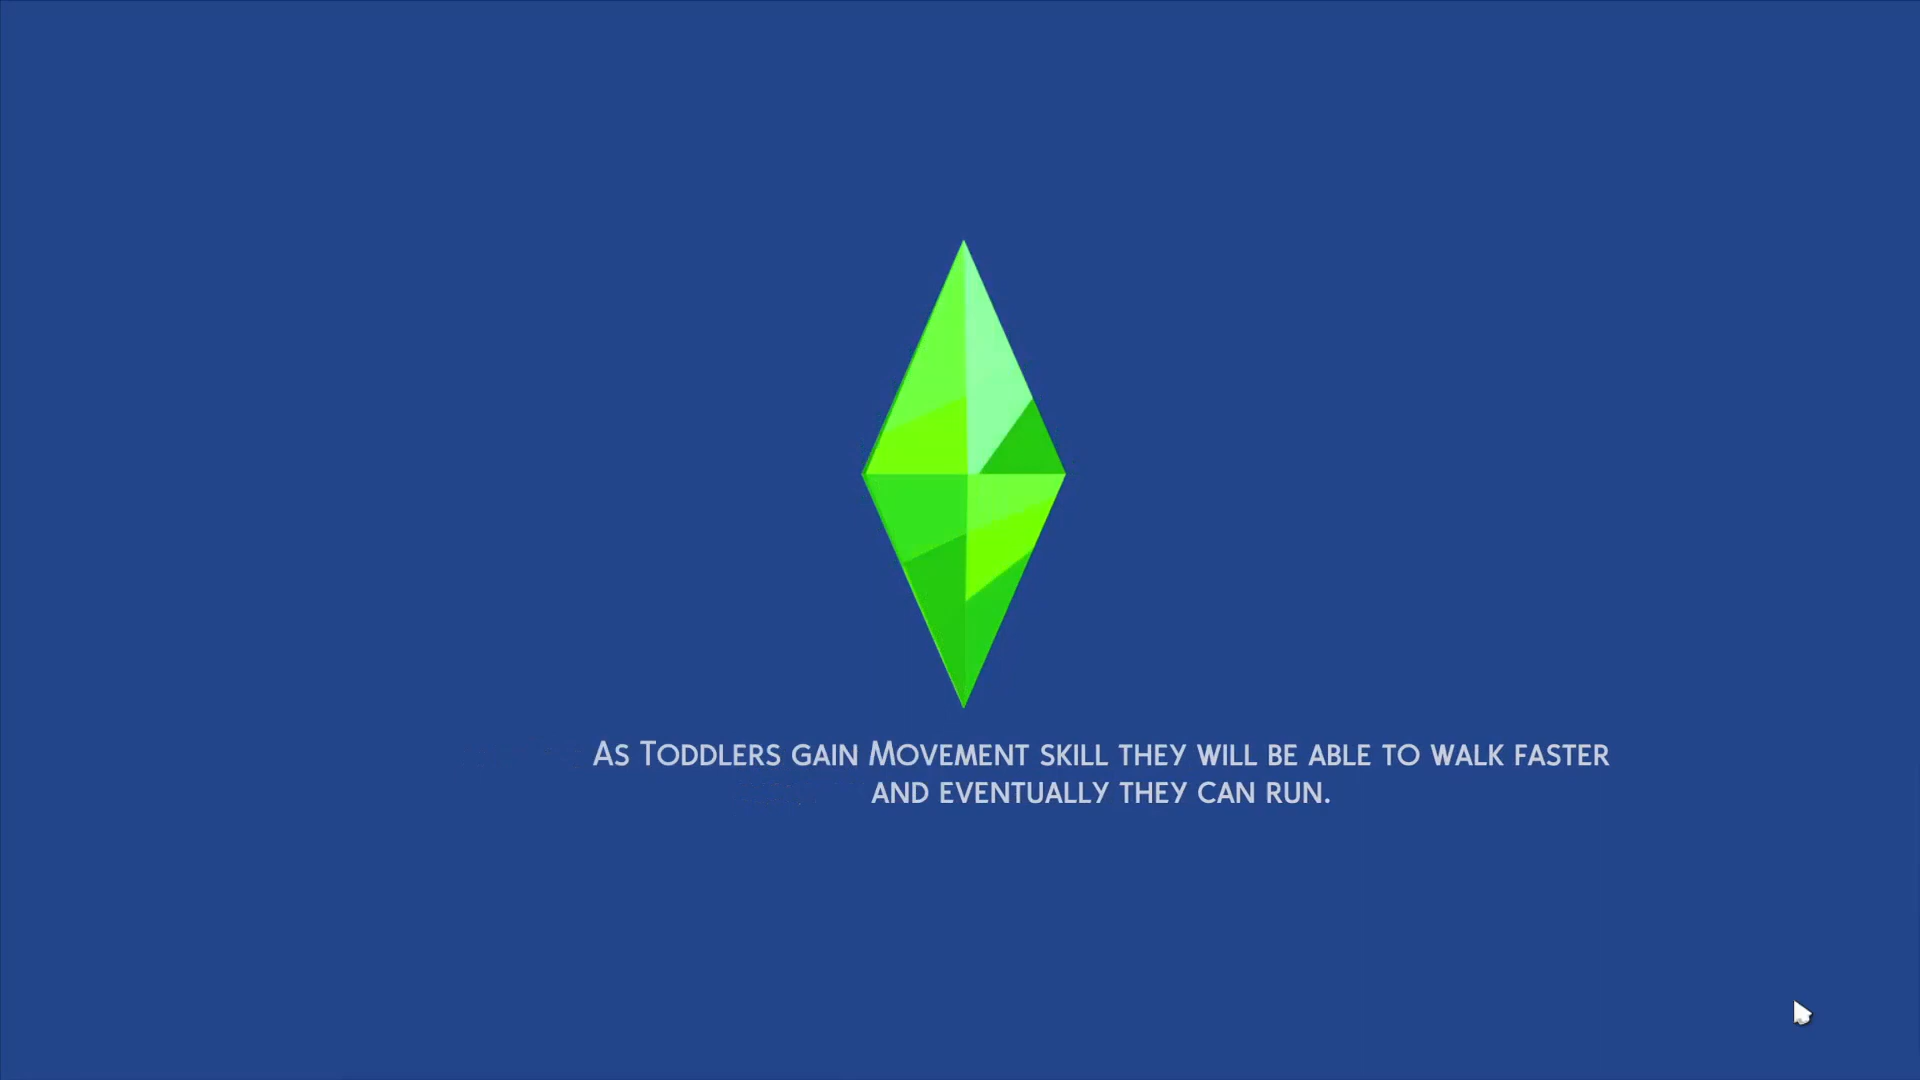 As Toddlers gain Movement skill they will be able to walk faster
and eventually they can run.